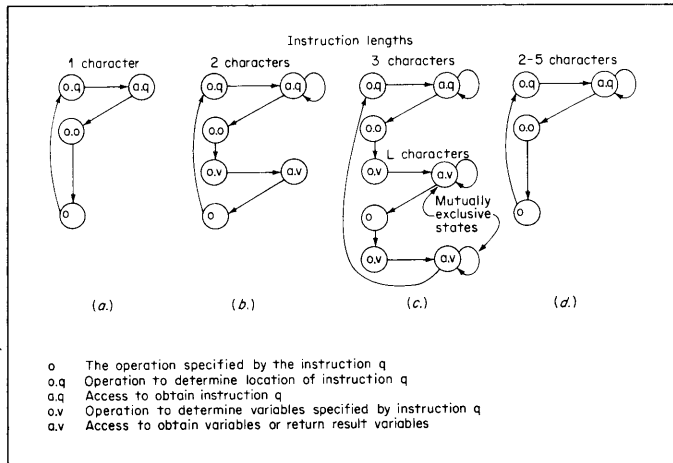 Instruction lengths
1 character
2 characters
3 characters
2-5 characters
o.q
a.q
o.o
o
o.q
a.q
o.o
o.v
a.v
o
o.q
a.q
o.o
L characters
o.v
a.v
Mutually
exclusive
states
o
o.v
a.v
o.q
a.q
o.o
o
(a.)
(b.)
(c.)
(d.)
o The operation specified by the instruction q
o.q Operation to determine location of instruction q
a.q Access to obtain instruction q
o.v Operation to determine variables specified by instruction q
a.v Access to obtain variables or return result variables